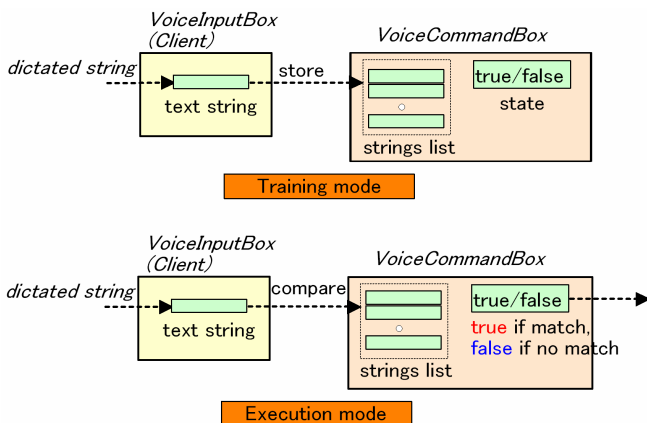 VoiceInputBox
(Client)
VoiceCommandBox
dictated string
store
true/false
text string
state
strings list
Training mode
VoiceInputBox
(Client)
VoiceCommandBox
dictated string
compare
true/false
text string
true if match,
false if no match
strings list
Execution mode